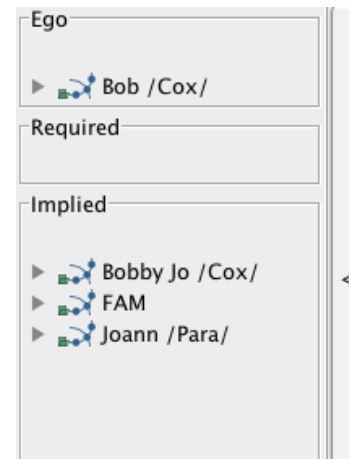 Ego
Bob /Cox/
Required
Implied
Bobby Jo /Cox/
FAM
Joann /Para/